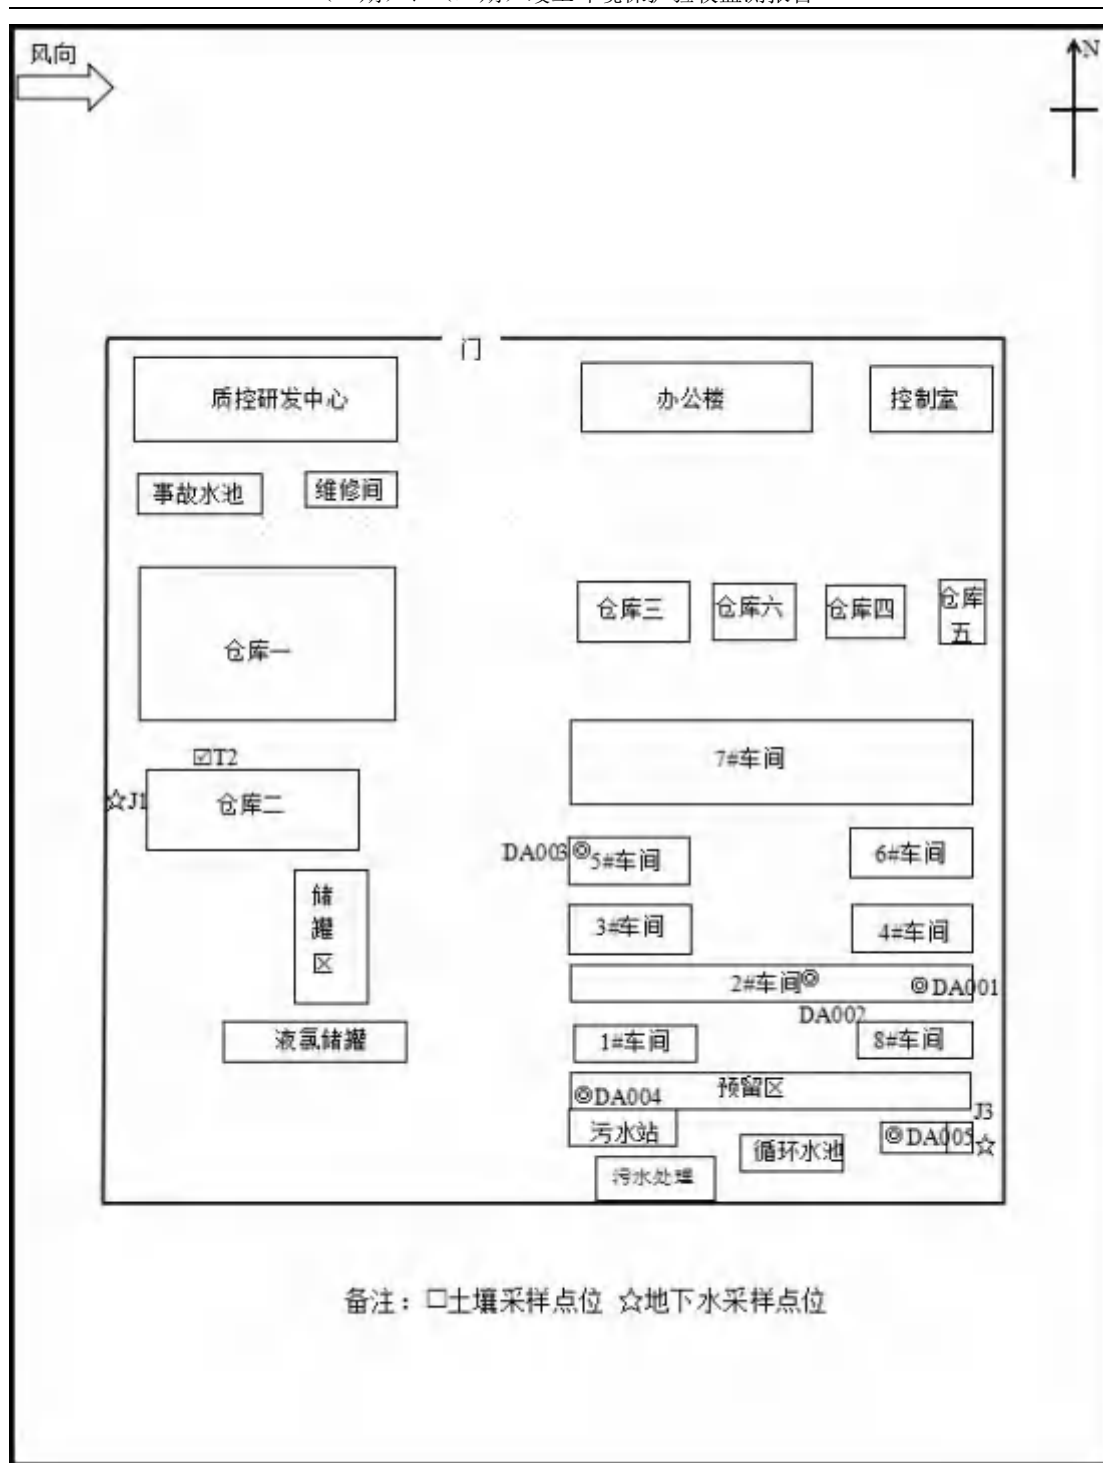 风向
N
门
质控研发中心
办公楼
控制室
事故水池
维修间
仓库三
仓库六
仓库四
仓库
五
仓库一
7#车间
☑T2
☆J1
仓库二
DA003◎
5#车间
6#车间
储
罐
区
3#车间
4#车间
2#车间◎
◎DA001
DA002
液氯储罐
1#车间
8#车间
预留区
◎DA004
J3
☆
污水站
◎DA005
循环水池
污水处理
备注：□土壤采样点位 ☆地下水采样点位